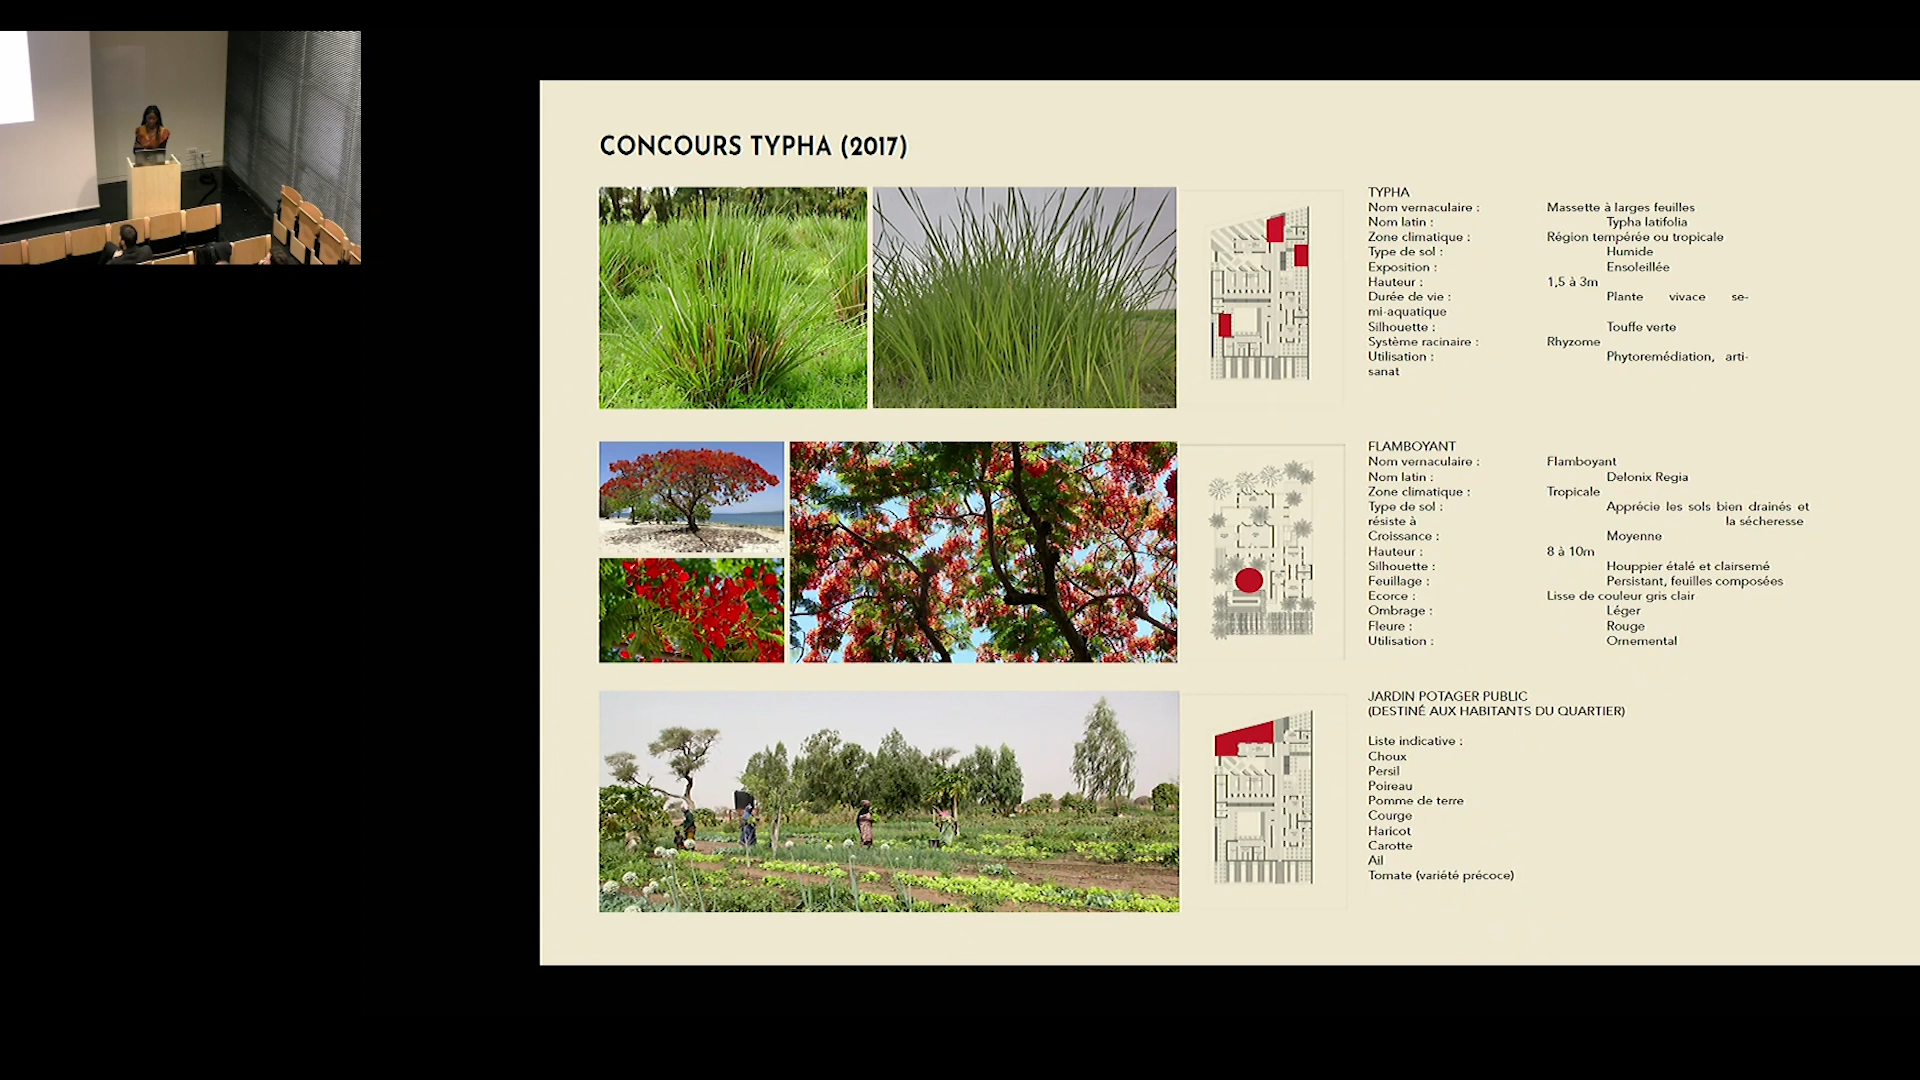 CONCOURS TYPHA (2017)
TYPHA
Nom vernaculaire : Massette à larges feuilles
Nom latin : Typha latifolia
Zone climatique : Région tempérée ou tropicale
Type de sol : Humide
Exposition : Ensoleillée
Hauteur : 1,5 à 3m
Durée de vie : Plante vivace se-
mi-aquatique
Silhouette : Touffe verte
Système racinaire : Rhyzome
Utilisation : Phytoremédiation, arti-
sanat
FLAMBOYANT
Nom vernaculaire : Flamboyant
Nom latin : Delonix Regia
Zone climatique : Tropicale
Type de sol : Apprécie les sols bien drainés et
résiste à la sécheresse
Croissance : Moyenne
Hauteur : 8 à 10m
Silhouette : Houppier étalé et clairsemé
Feuillage : Persistant, feuilles composées
Ecorce : Lisse de couleur gris clair
Ombrage : Léger
Fleure : Rouge
Utilisation : Ornemental
JARDIN POTAGER PUBLIC
(DESTINÉ AUX HABITANTS DU QUARTIER)
Liste indicative :
Choux
Persil
Poireau
Pomme de terre
Courge
Haricot
Carotte
Ail
Tomate (variété précoce)